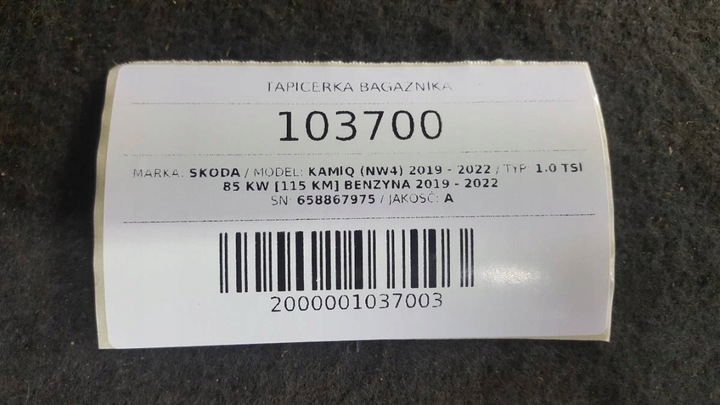 TAPICERKA BAGAZNIKA
103700
MARKA: SKODA / MODEL: KAMIQ (NW4) 2019 - 2022 / TYP: 1.0 TSI
85 KW [115 KM] BENZYNA 2019 - 2022
SN: 658867975 / JAKOŚĆ: A
2000001037003